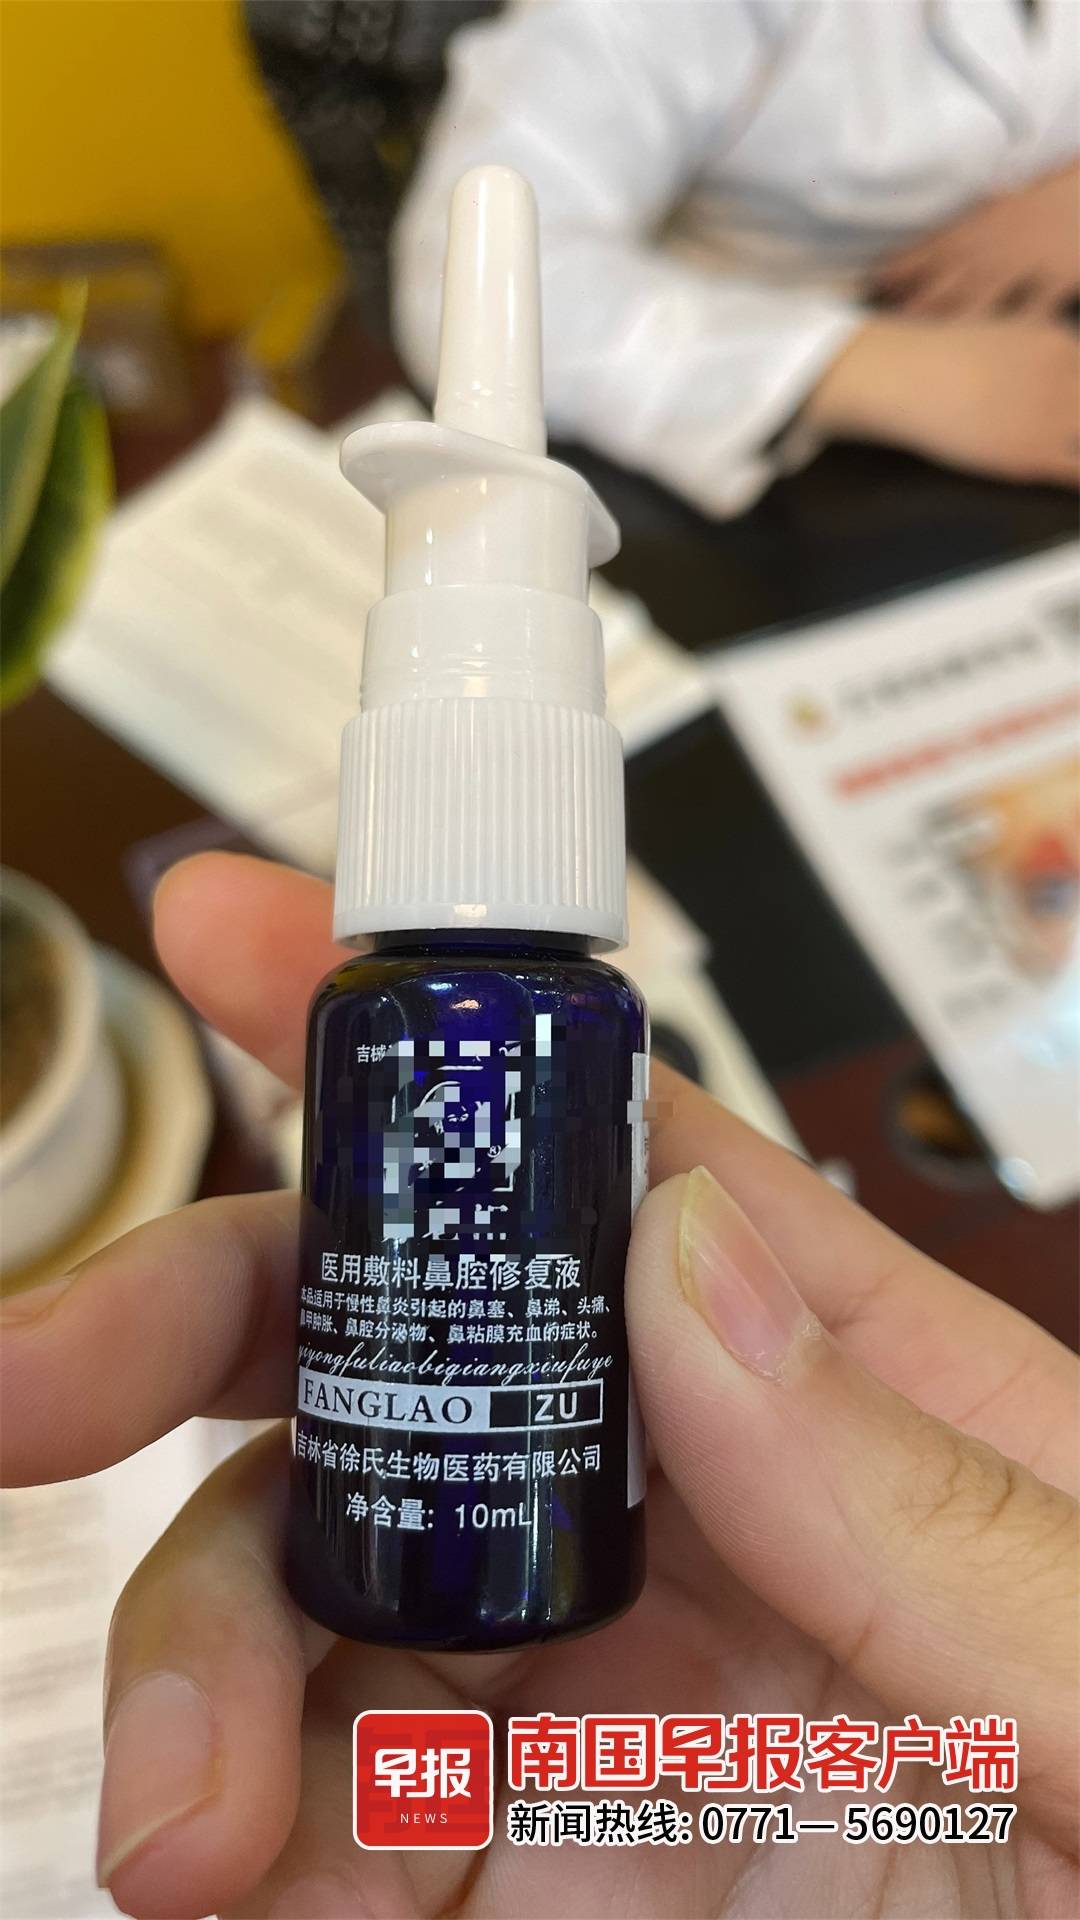 吉械
医用敷料鼻腔修复液
本品适用于慢性鼻炎引起的鼻塞、鼻涕、头痛、
鼻甲肿胀、鼻腔分泌物、鼻粘膜充血的症状。
yiyongfuliaobiqiangxiufuye
FANGLAO ZU
吉林省徐氏生物医药有限公司
净含量: 10mL
早报
NEWS
南国早报客户端
新闻热线: 0771— 5690127